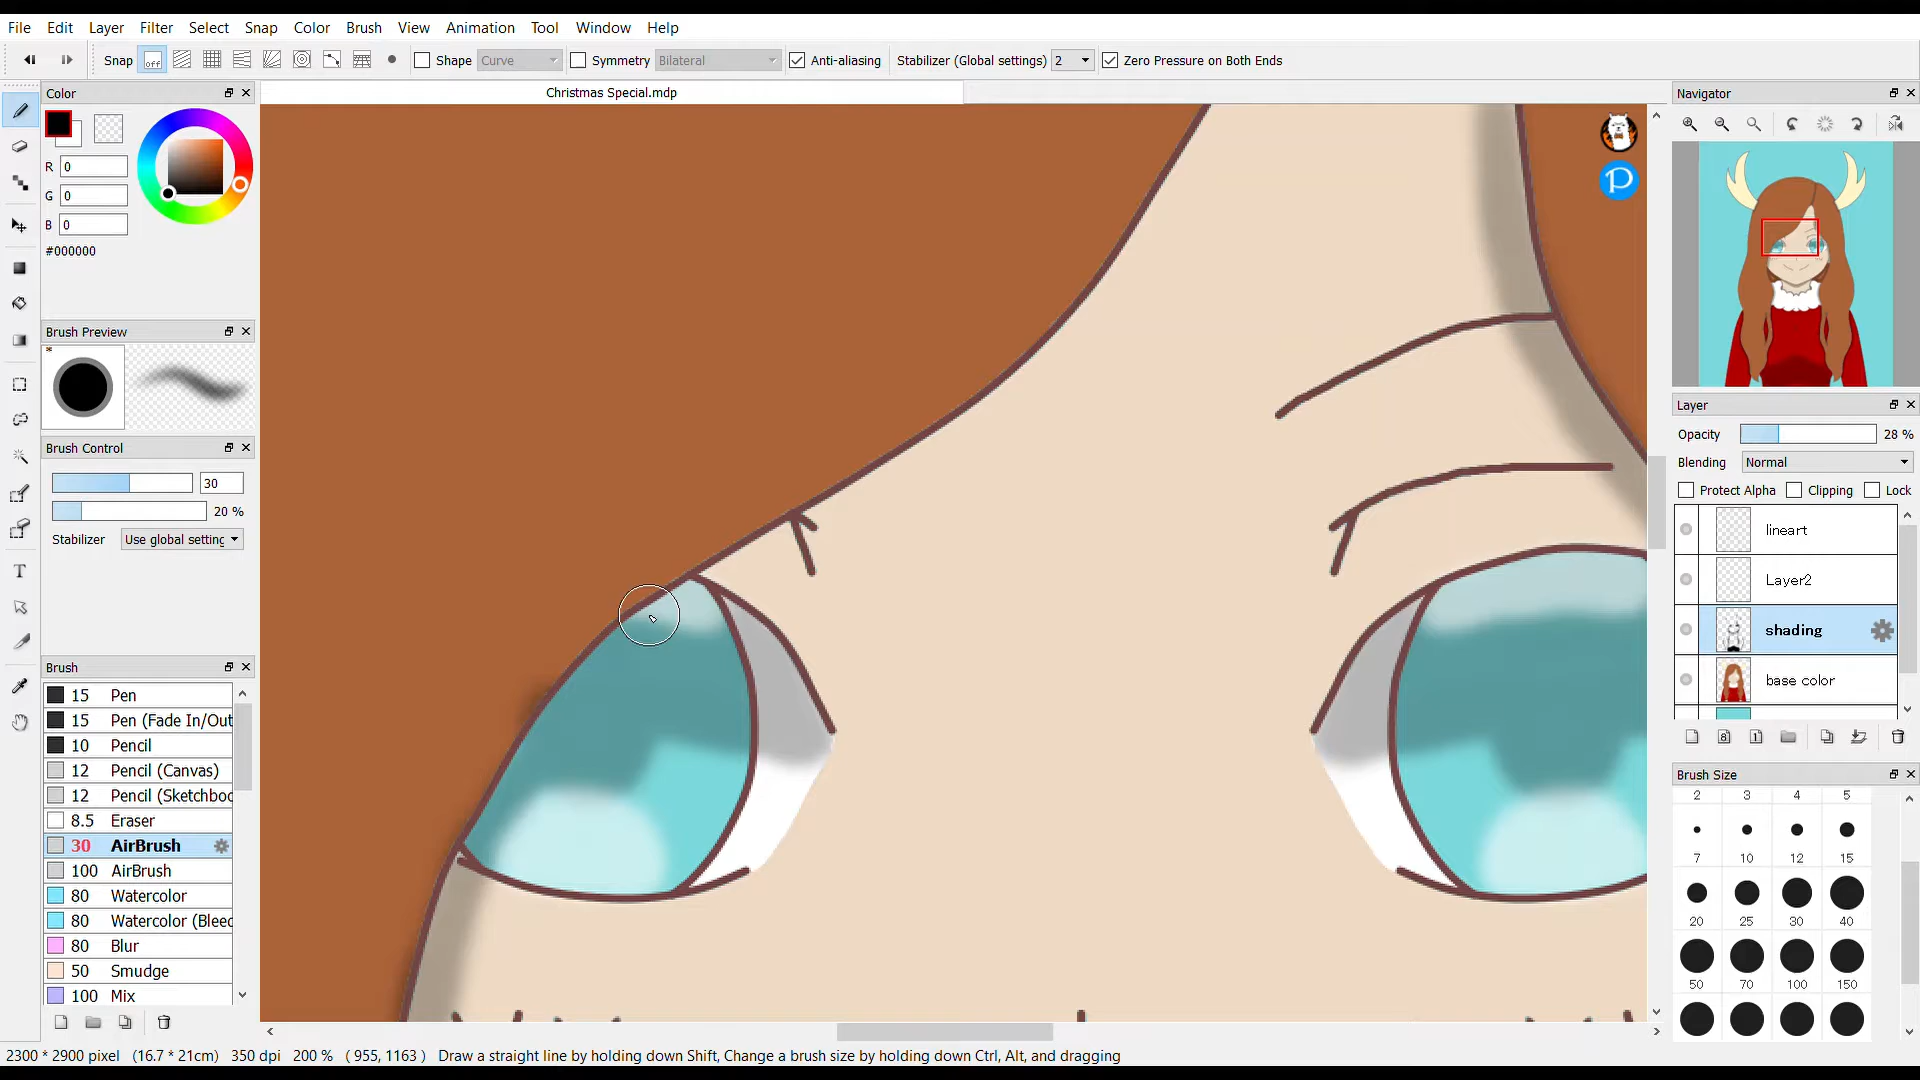 File Edit Layer Filter Select Snap Color Brush View Animation Tool Window Help
Snap off Shape Curve Symmetry Bilateral Anti-aliasing Stabilizer (Global settings) 2 Zero Pressure on Both Ends
Color
R 0
G 0
B 0
#000000
Brush Preview
*
Brush Control
30
20 %
Stabilizer Use global setting
Brush
15 Pen
15 Pen (Fade In/Out
10 Pencil
12 Pencil (Canvas)
12 Pencil (Sketchboo
8.5 Eraser
30 AirBrush
100 AirBrush
80 Watercolor
80 Watercolor (Bleed
80 Blur
50 Smudge
100 Mix
Christmas Special.mdp
P
Navigator
Layer
Opacity 28 %
Blending Normal
Protect Alpha Clipping Lock
lineart
Layer2
shading
base color
8 1
Brush Size
2 3 4 5
7 10 12 15
20 25 30 40
50 70 100 150
2300 * 2900 pixel (16.7 * 21cm) 350 dpi 200 % ( 955, 1163 ) Draw a straight line by holding down Shift, Change a brush size by holding down Ctrl, Alt, and dragging